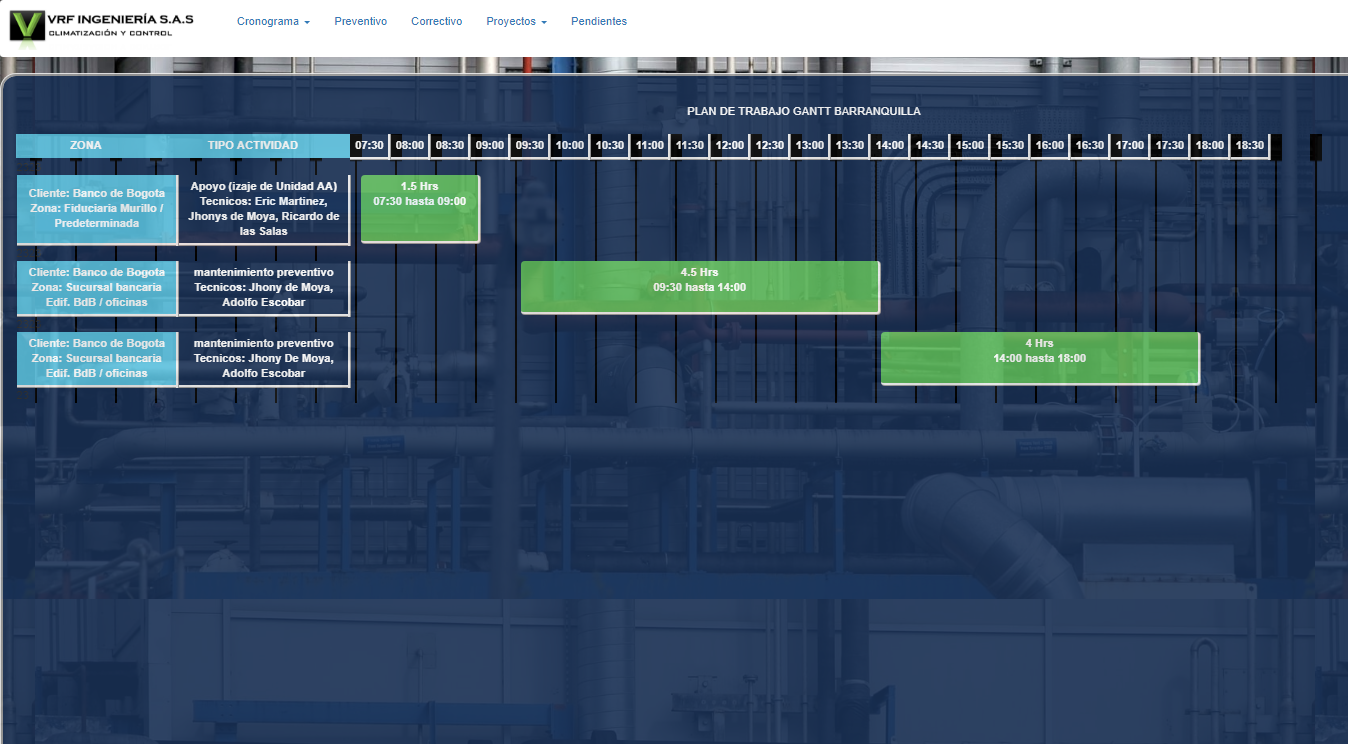 VRF INGENIERÍA S.A.S
CLIMATIZACIÓN Y CONTROL
Cronograma
Preventivo
Correctivo
Proyectos
Pendientes
PLAN DE TRABAJO GANTT BARRANQUILLA
ZONA
TIPO ACTIVIDAD
07:30 08:00 08:30 09:00 09:30 10:00 10:30 11:00 11:30 12:00 12:30 13:00 13:30 14:00 14:30 15:00 15:30 16:00 16:30 17:00 17:30 18:00 18:30
Cliente: Banco de Bogota
Zona: Fiduciaria Murillo /
Predeterminada
Apoyo (izaje de Unidad AA)
Tecnicos: Eric Martinez,
Jhonys de Moya, Ricardo de
las Salas
1.5 Hrs
07:30 hasta 09:00
Cliente: Banco de Bogota
Zona: Sucursal bancaria
Edif. BdB / oficinas
mantenimiento preventivo
Tecnicos: Jhony de Moya,
Adolfo Escobar
4.5 Hrs
09:30 hasta 14:00
Cliente: Banco de Bogota
Zona: Sucursal bancaria
Edif. BdB / oficinas
mantenimiento preventivo
Tecnicos: Jhony De Moya,
Adolfo Escobar
4 Hrs
14:00 hasta 18:00